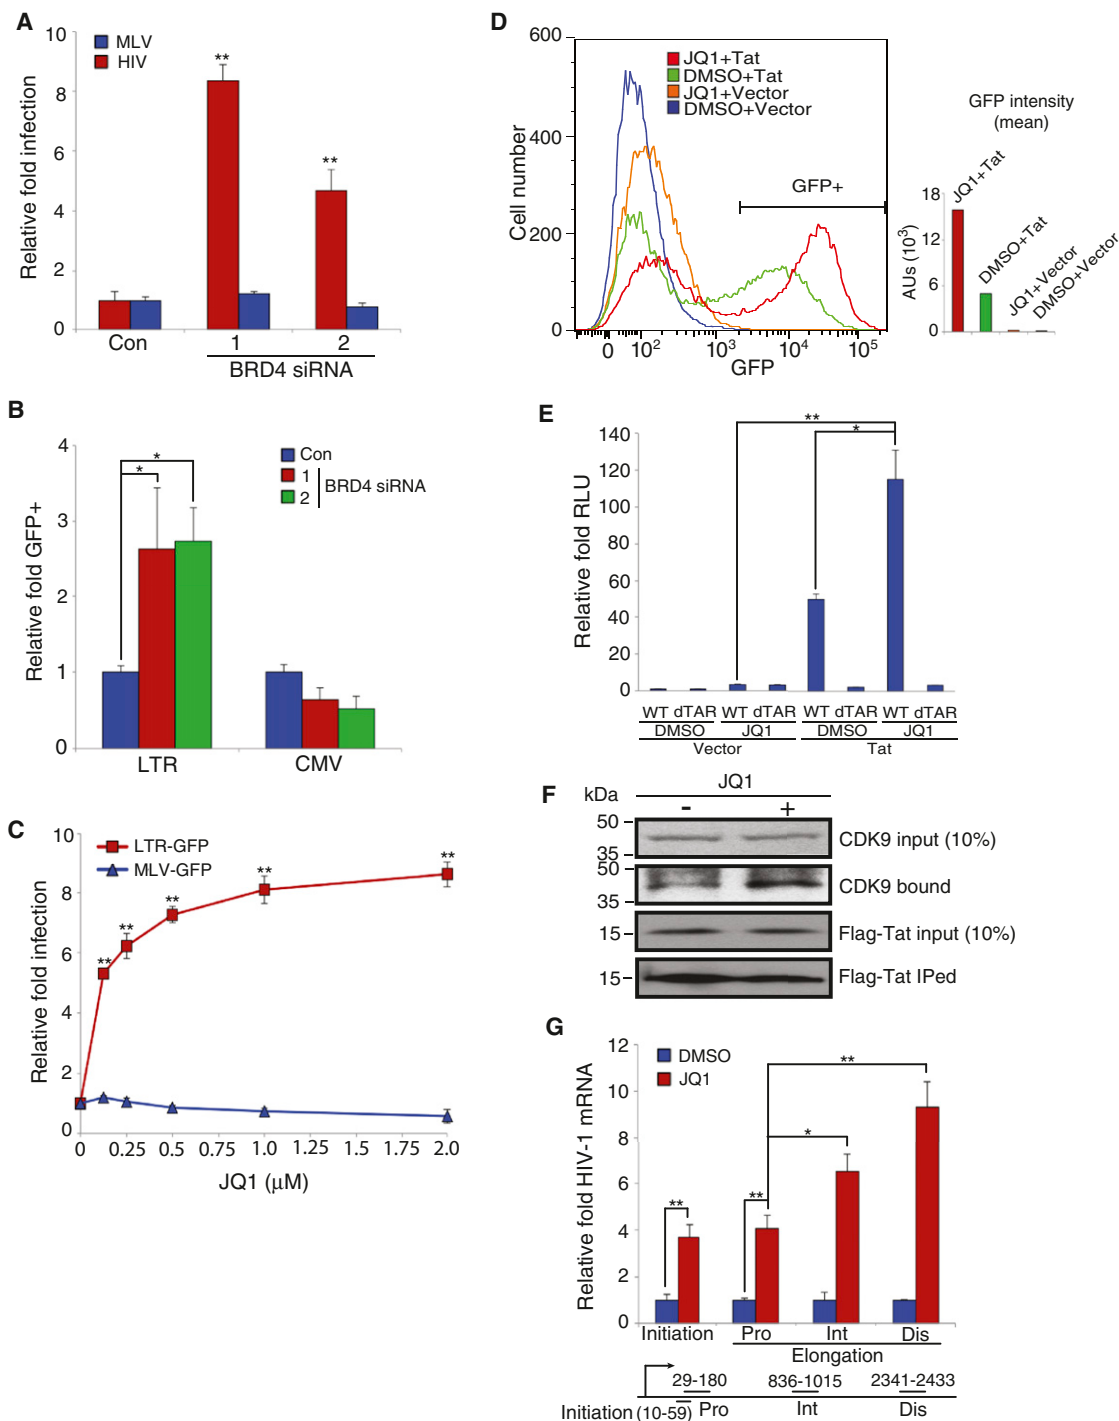 A
10
8
6
4
2
0
Relative fold infection
MLV
HIV
**
**
Con
1
2
BRD4 siRNA
B
4
3
2
1
0
Relative fold GFP+
Con
1
2
BRD4 siRNA
*
*
LTR
CMV
C
10
8
6
4
2
0
Relative fold infection
LTR-GFP
MLV-GFP
**
**
**
**
**
0 0.25 0.5 0.75 1.0 1.25 1.5 1.75 2.0
JQ1 (μM)
D
600
400
200
0
Cell number
JQ1+Tat
DMSO+Tat
JQ1+Vector
DMSO+Vector
GFP+
0 10² 10³ 10⁴ 10⁵
GFP
GFP intensity
(mean)
18
12
6
0
AUs (10³)
JQ1+Tat
DMSO+Tat
JQ1+Vector
DMSO+Vector
E
140
120
100
80
60
40
20
0
Relative fold RLU
**
*
WT dTAR WT dTAR WT dTAR WT dTAR
DMSO JQ1 DMSO JQ1
Vector Tat
F
kDa
JQ1
- +
50
35
CDK9 input (10%)
50
35
CDK9 bound
15
Flag-Tat input (10%)
15
Flag-Tat IPed
G
12
10
8
6
4
2
0
Relative fold HIV-1 mRNA
DMSO
JQ1
**
**
*
**
Initiation Pro Int Dis
Elongation
29-180 836-1015 2341-2433
Initiation (10-59) Pro Int Dis